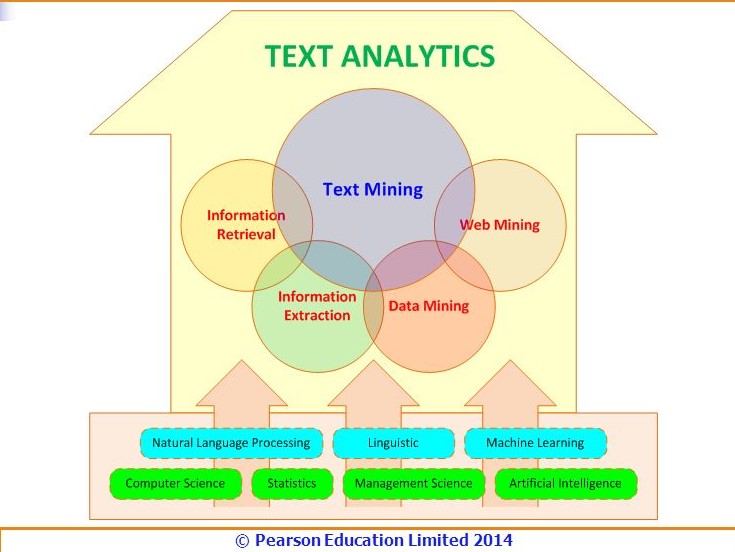 TEXT ANALYTICS
Text Mining
Information
Retrieval
Web Mining
Information
Extraction
Data Mining
Natural Language Processing
Linguistic
Machine Learning
Computer Science
Statistics
Management Science
Artificial Intelligence
© Pearson Education Limited 2014